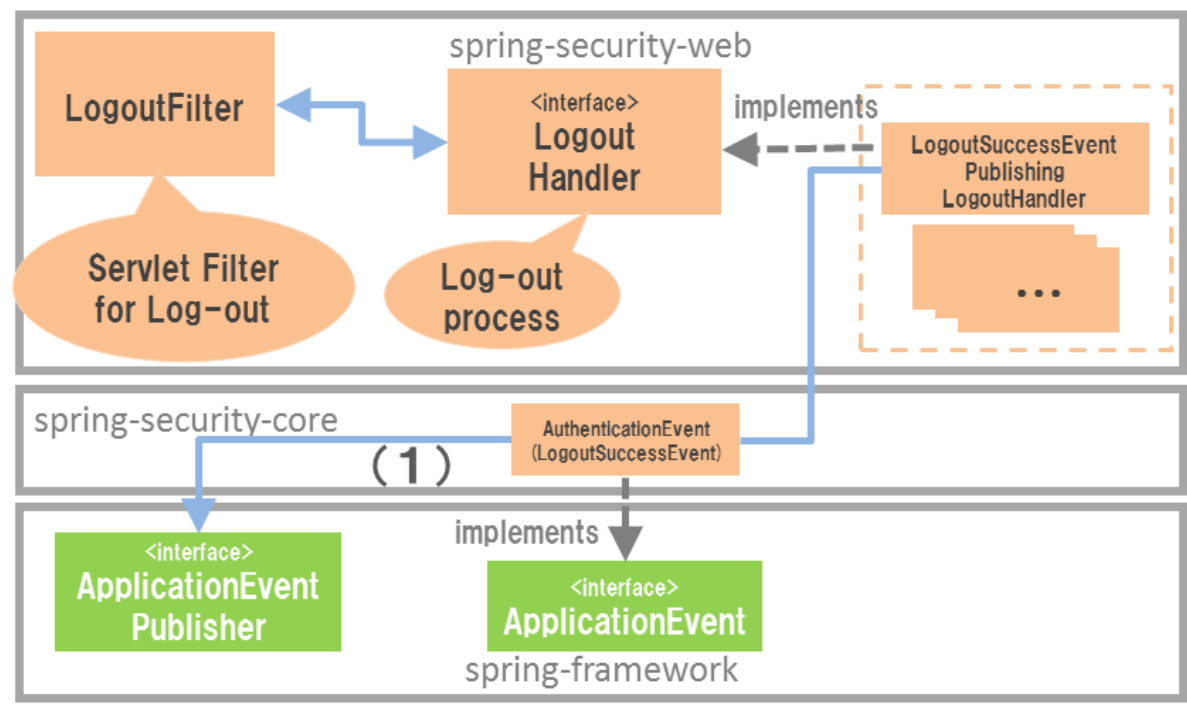 spring-security-web
LogoutFilter
<interface>
Logout
Handler
implements
LogoutSuccessEvent
Publishing
LogoutHandler
Servlet Filter
for Log-out
Log-out
process
...
spring-security-core
AuthenticationEvent
(LogoutSuccessEvent)
(1)
implements
<interface>
ApplicationEvent
Publisher
<interface>
ApplicationEvent
spring-framework